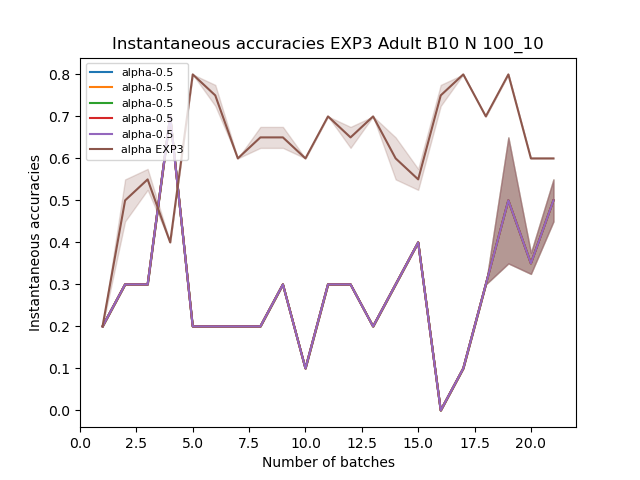 Instantaneous accuracies EXP3 Adult B10 N 100_10
alpha-0.5
alpha-0.5
alpha-0.5
alpha-0.5
alpha-0.5
alpha EXP3
0.8
0.7
0.6
0.5
0.4
0.3
0.2
0.1
0.0
Instantaneous accuracies
0.0 2.5 5.0 7.5 10.0 12.5 15.0 17.5 20.0
Number of batches